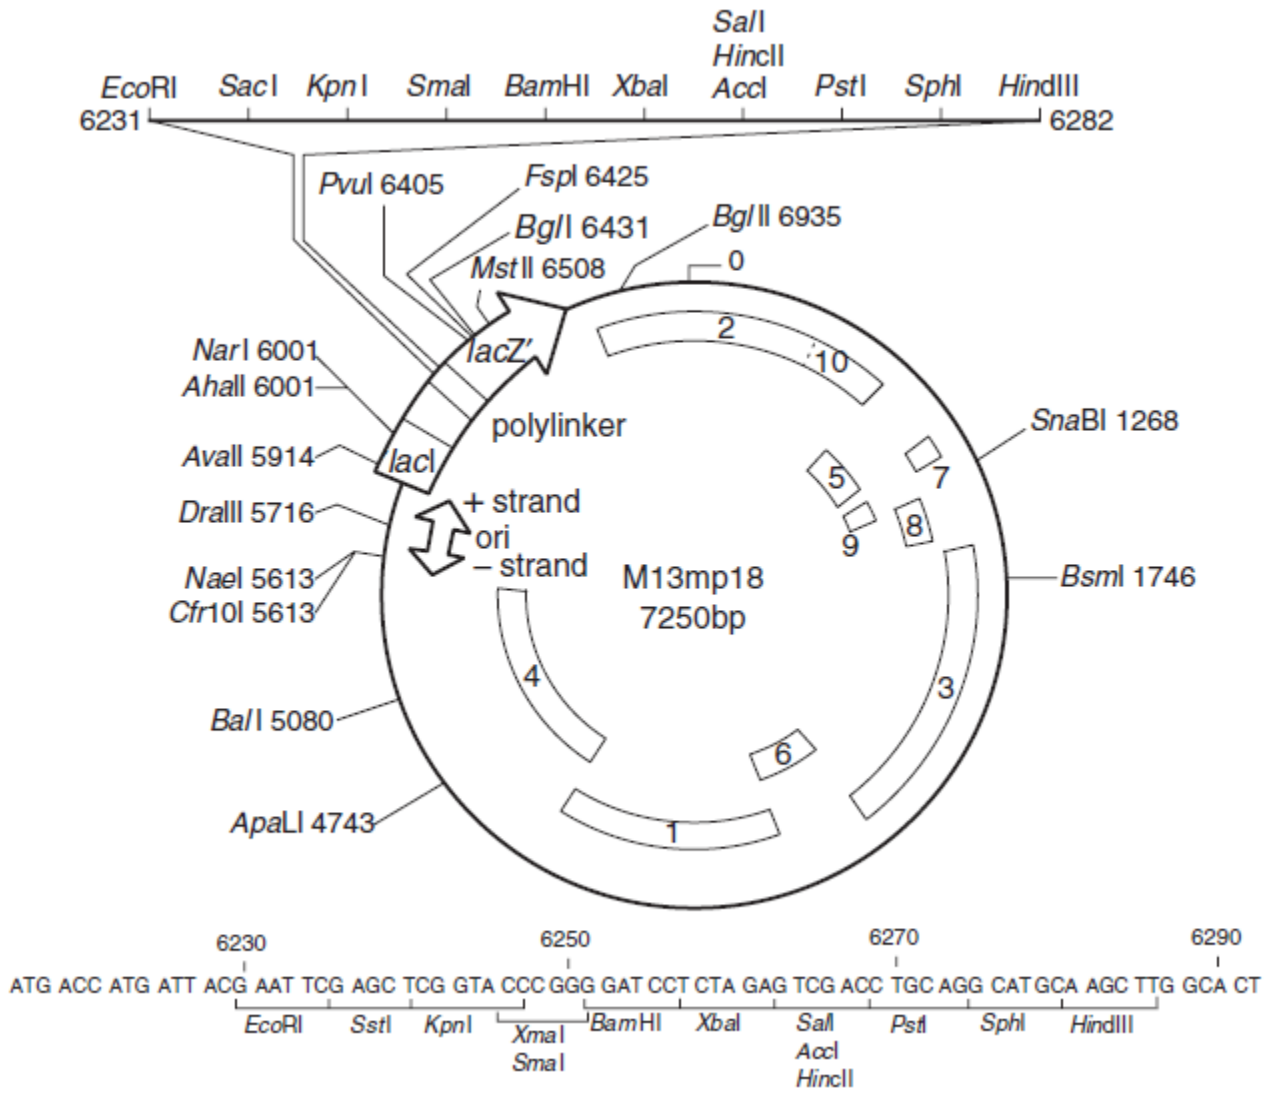 SalI
HincII
EcoRI SacI KpnI SmaI BamHI XbaI AccI PstI SphI HindIII
6231 6282
PvuI 6405
FspI 6425
BglI 6431
BglII 6935
MstII 6508
0
lacZ'
2
10
NarI 6001
AhaII 6001
polylinker
SnaBI 1268
AvaII 5914
lacI
5
7
DraIII 5716
+ strand
ori
− strand
8
9
NaeI 5613
Cfr10I 5613
M13mp18
7250bp
BsmI 1746
4
3
BalI 5080
6
ApaLI 4743
1
6230 6250 6270 6290
ATG ACC ATG ATT ACG AAT TCG AGC TCG GTA CCC GGG GAT CCT CTA GAG TCG ACC TGC AGG CAT GCA AGC TTG GCA CT
EcoRI SstI KpnI XmaI BamHI XbaI SalI PstI SphI HindIII
SmaI AccI
HincII